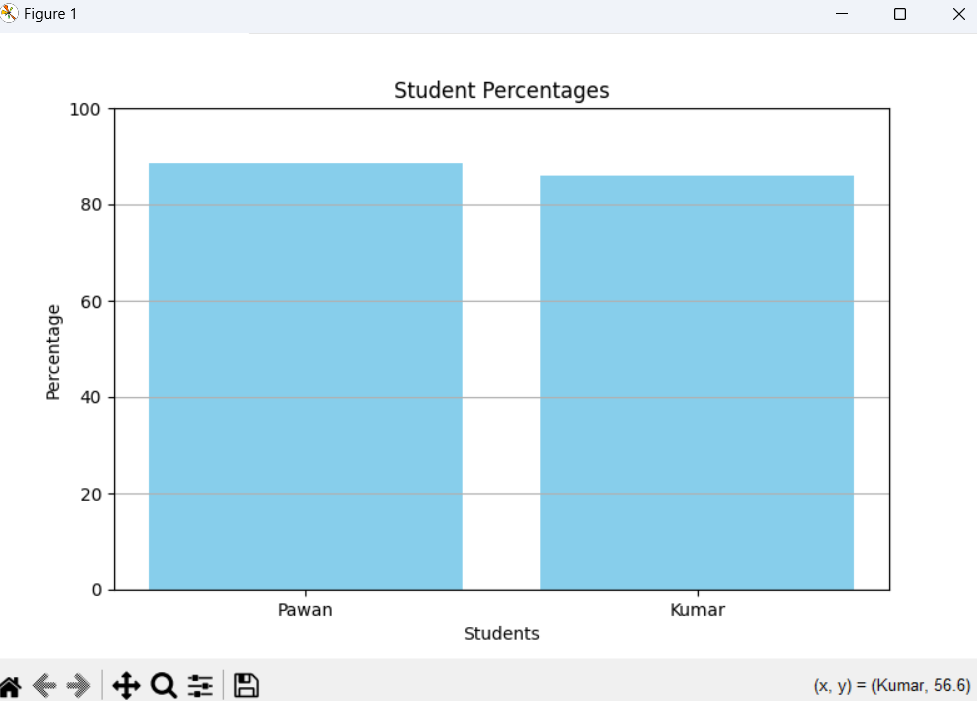 Figure 1
Student Percentages
100
80
60
40
20
0
Percentage
Pawan Kumar
Students
(x, y) = (Kumar, 56.6)